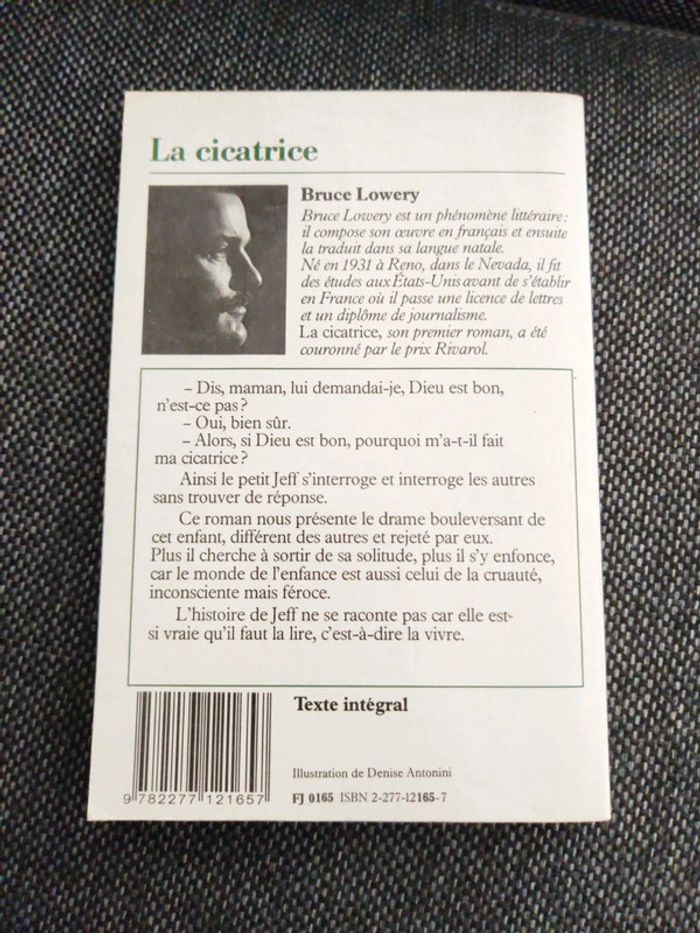 La cicatrice
Bruce Lowery
Bruce Lowery est un phénomène littéraire :
il compose son œuvre en français et ensuite
la traduit dans sa langue natale.
Né en 1931 à Reno, dans le Nevada, il fit
des études aux États-Unis avant de s'établir
en France où il passe une licence de lettres
et un diplôme de journalisme.
La cicatrice, son premier roman, a été
couronné par le prix Rivarol.
– Dis, maman, lui demandai-je, Dieu est bon,
n'est-ce pas ?
– Oui, bien sûr.
– Alors, si Dieu est bon, pourquoi m'a-t-il fait
ma cicatrice ?
Ainsi le petit Jeff s'interroge et interroge les autres
sans trouver de réponse.
Ce roman nous présente le drame bouleversant de
cet enfant, différent des autres et rejeté par eux.
Plus il cherche à sortir de sa solitude, plus il s'y enfonce,
car le monde de l'enfance est aussi celui de la cruauté,
inconsciente mais féroce.
L'histoire de Jeff ne se raconte pas car elle est
si vraie qu'il faut la lire, c'est-à-dire la vivre.
Texte intégral
Illustration de Denise Antonini
9 782277 121657
FJ 0165 ISBN 2-277-12165-7